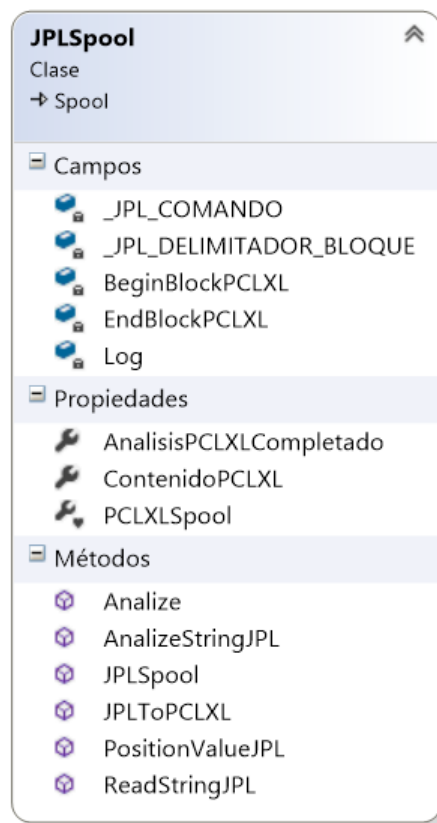 JPLSpool
Clase
Spool
Campos
_JPL_COMANDO
_JPL_DELIMITADOR_BLOQUE
BeginBlockPCLXL
EndBlockPCLXL
Log
Propiedades
AnalisisPCLXLCompletado
ContenidoPCLXL
PCLXLSpool
Métodos
Analize
AnalizeStringJPL
JPLSpool
JPLToPCLXL
PositionValueJPL
ReadStringJPL